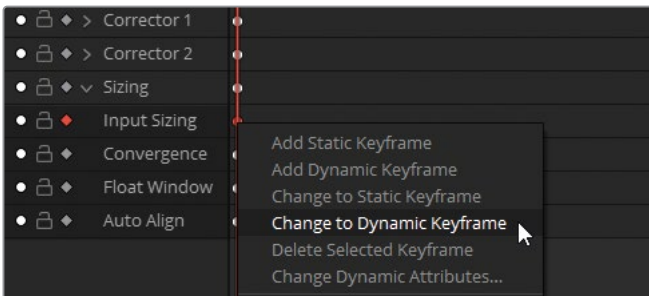 Corrector 1
Corrector 2
Sizing
Input Sizing
Convergence
Float Window
Auto Align
Add Static Keyframe
Add Dynamic Keyframe
Change to Static Keyframe
Change to Dynamic Keyframe
Delete Selected Keyframe
Change Dynamic Attributes...